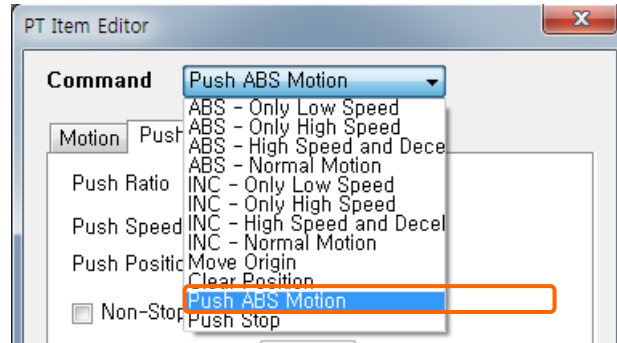 PT Item Editor
Command Push ABS Motion
ABS - Only Low Speed
ABS - Only High Speed
Motion Push
ABS - High Speed and Dece
ABS - Normal Motion
Push Ratio
INC - Only Low Speed
INC - Only High Speed
Push Speed
INC - High Speed and Decel
INC - Normal Motion
Push Positio
Move Origin
Clear Position
Push ABS Motion
Non-Stop
Push Stop